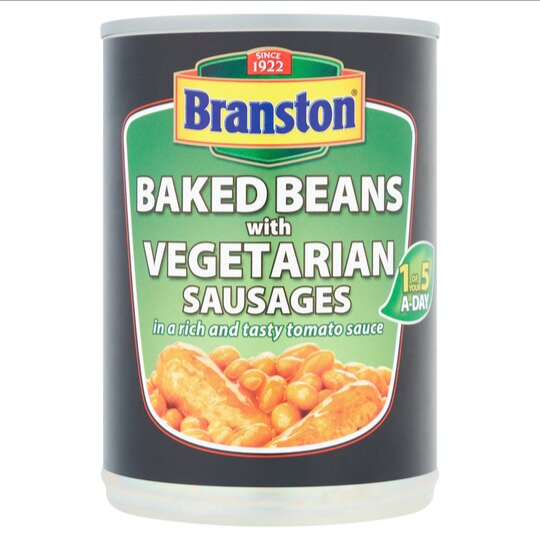 SINCE
1922
Branston®
BAKED BEANS
with
VEGETARIAN
SAUSAGES
in a rich and tasty tomato sauce
1 OF YOUR 5
A-DAY